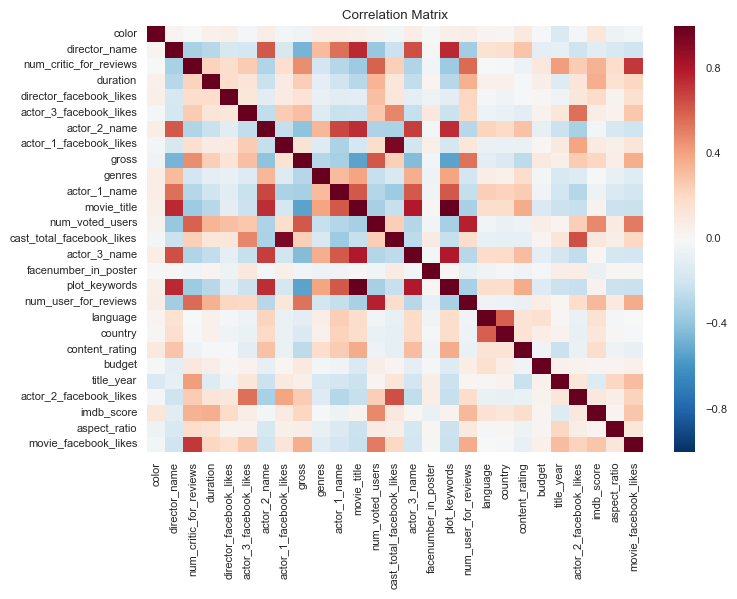 Correlation Matrix
color
director_name
num_critic_for_reviews
duration
director_facebook_likes
actor_3_facebook_likes
actor_2_name
actor_1_facebook_likes
gross
genres
actor_1_name
movie_title
num_voted_users
cast_total_facebook_likes
actor_3_name
facenumber_in_poster
plot_keywords
num_user_for_reviews
language
country
content_rating
budget
title_year
actor_2_facebook_likes
imdb_score
aspect_ratio
movie_facebook_likes
color
director_name
num_critic_for_reviews
duration
director_facebook_likes
actor_3_facebook_likes
actor_2_name
actor_1_facebook_likes
gross
genres
actor_1_name
movie_title
num_voted_users
cast_total_facebook_likes
actor_3_name
facenumber_in_poster
plot_keywords
num_user_for_reviews
language
country
content_rating
budget
title_year
actor_2_facebook_likes
imdb_score
aspect_ratio
movie_facebook_likes
0.8
0.4
0.0
−0.4
−0.8